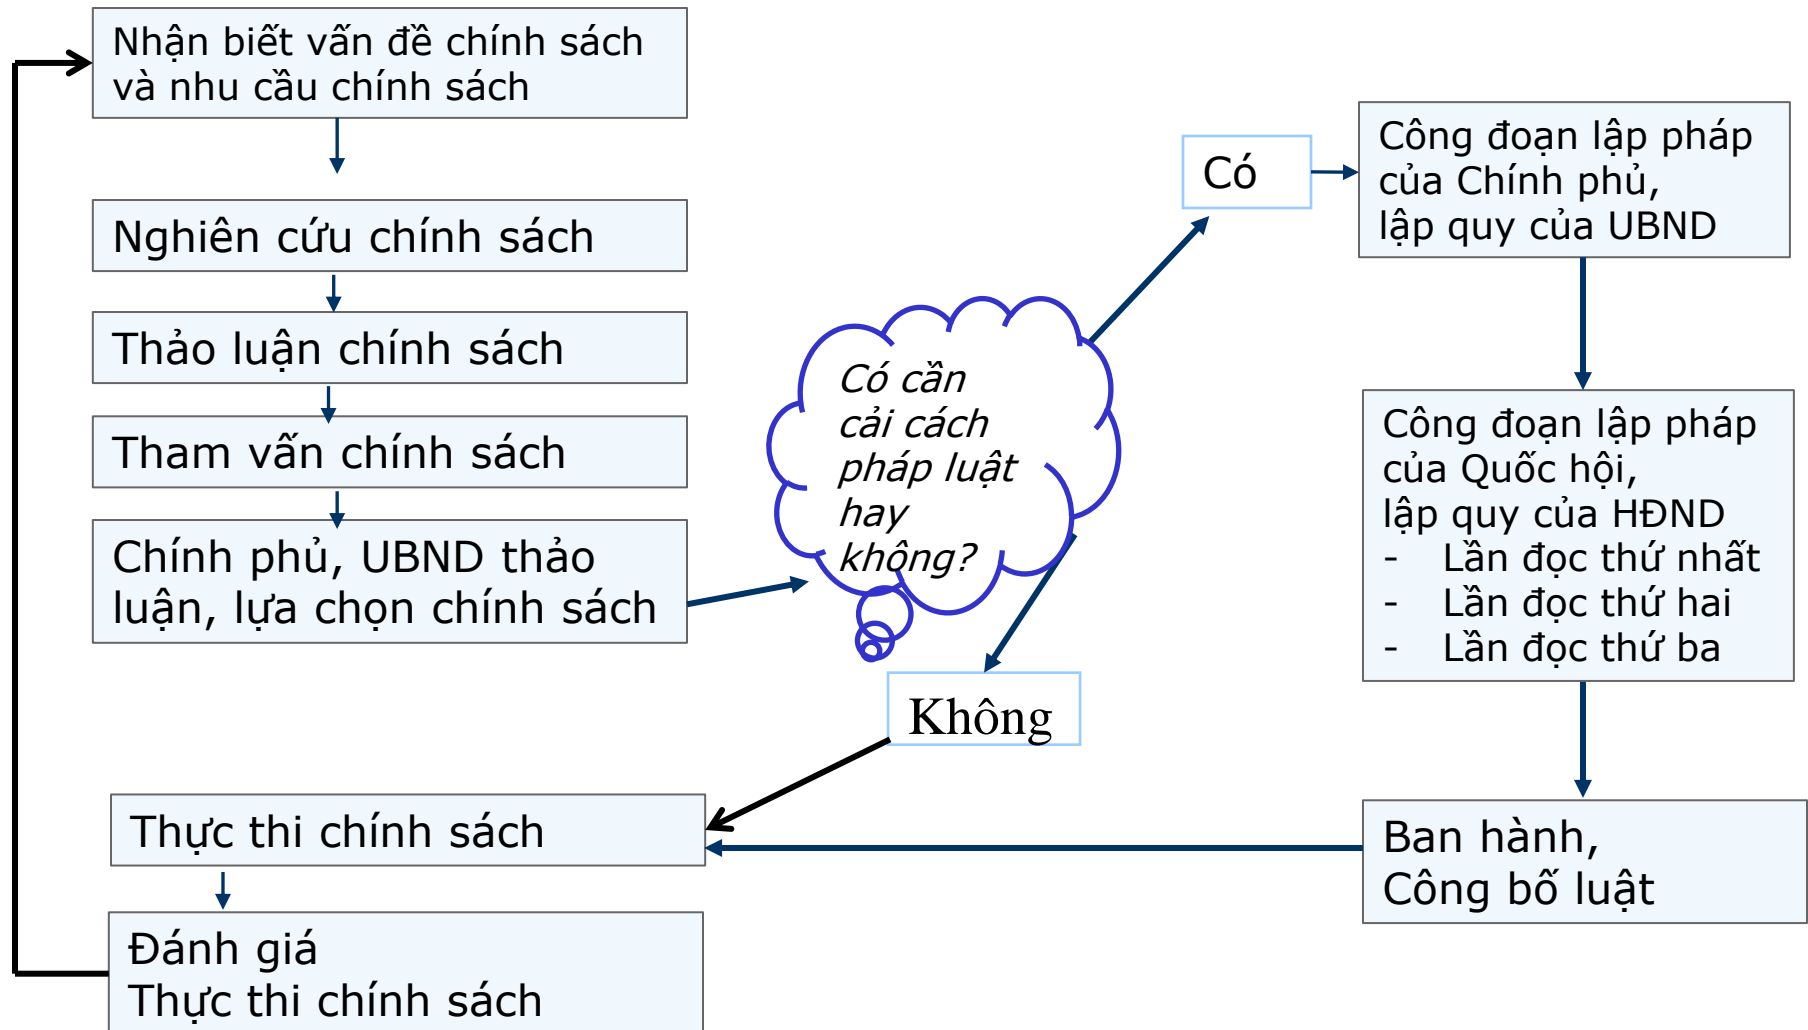 Nhận biết vấn đề chính sách
và nhu cầu chính sách
Nghiên cứu chính sách
Thảo luận chính sách
Tham vấn chính sách
Chính phủ, UBND thảo
luận, lựa chọn chính sách
Có cần
cải cách
pháp luật
hay
không?
Có
Công đoạn lập pháp
của Chính phủ,
lập quy của UBND
Công đoạn lập pháp
của Quốc hội,
lập quy của HĐND
- Lần đọc thứ nhất
- Lần đọc thứ hai
- Lần đọc thứ ba
Không
Ban hành,
Công bố luật
Thực thi chính sách
Đánh giá
Thực thi chính sách